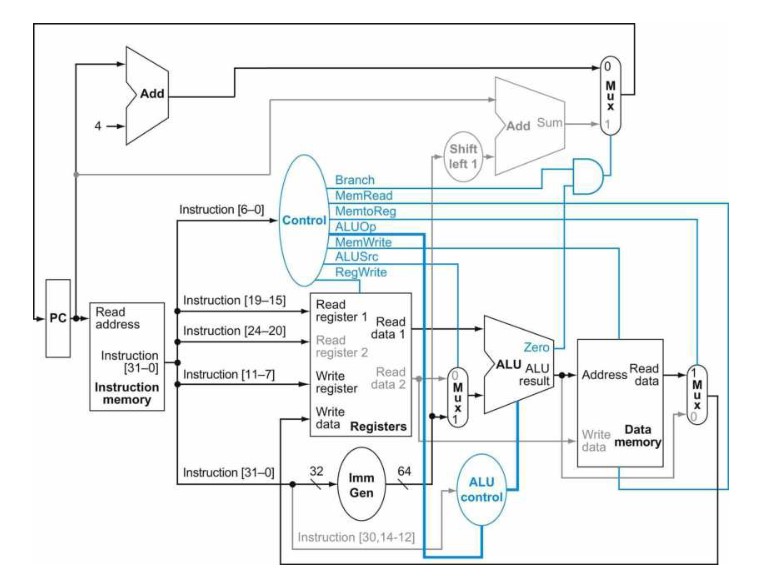 Add
4
0
Mux
1
Add Sum
Shift
left 1
Branch
MemRead
MemtoReg
ALUOp
MemWrite
ALUSrc
RegWrite
Control
Instruction [6–0]
PC
Read
address
Instruction
[31–0]
Instruction
memory
Instruction [19–15]
Instruction [24–20]
Instruction [11–7]
Instruction [31–0]
Read
register 1
Read
data 1
Read
register 2
Read
data 2
Write
register
Write
data
Registers
0
Mux
1
Zero
ALU
ALU
result
Address
Read
data
Write
data
Data
memory
1
Mux
0
32
Imm
Gen
64
ALU
control
Instruction [30,14-12]